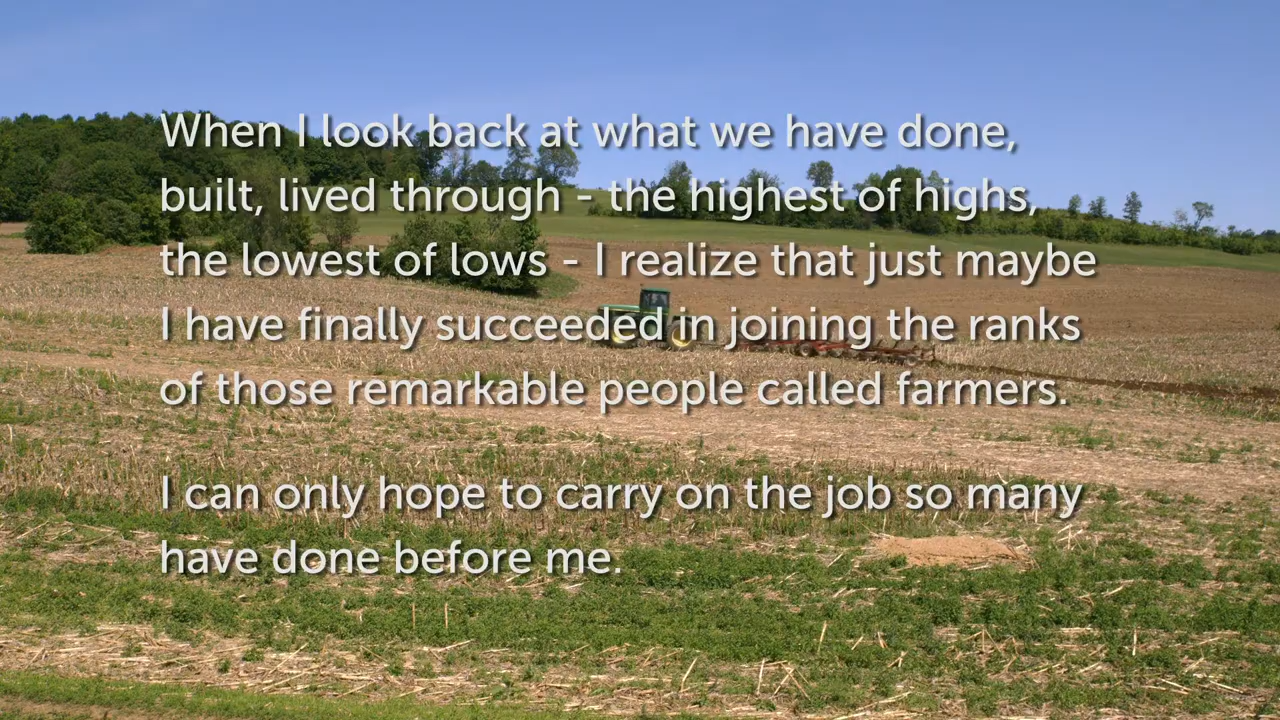 When I look back at what we have done,
built, lived through - the highest of highs,
the lowest of lows - I realize that just maybe
I have finally succeeded in joining the ranks
of those remarkable people called farmers.
I can only hope to carry on the job so many
have done before me.